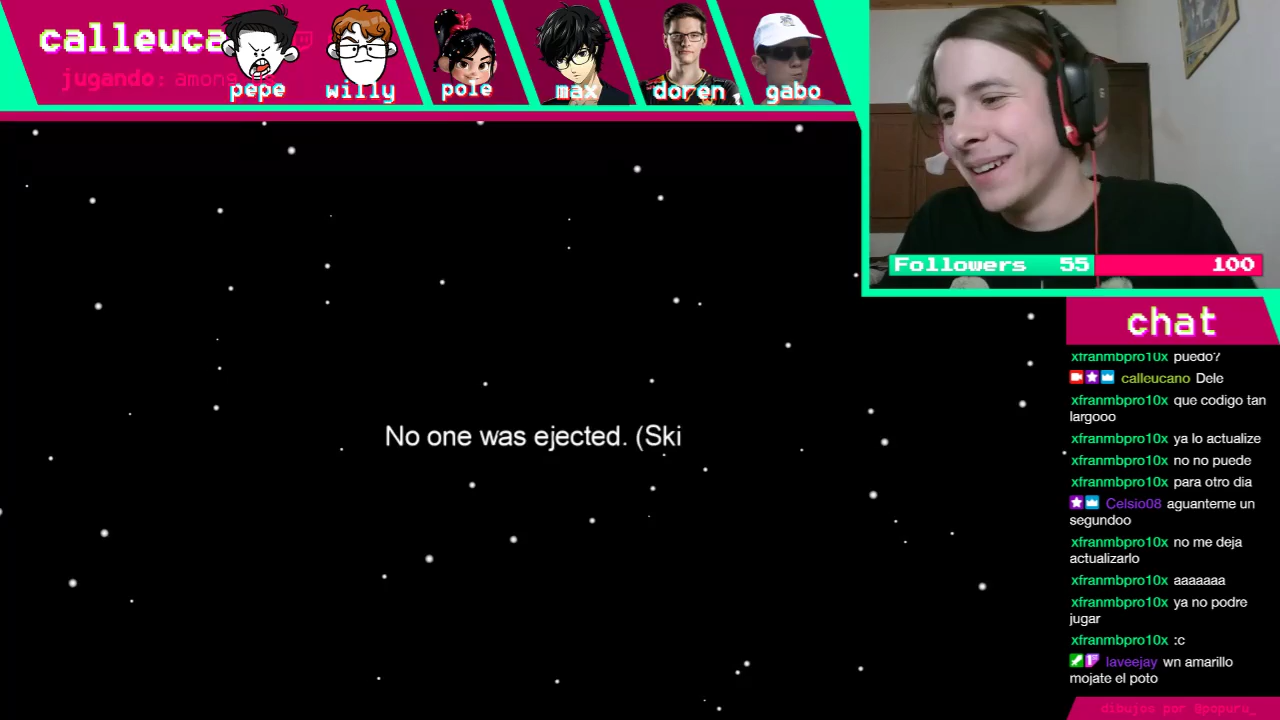 calleuca
jugando: among
pepe
willy
pole
max
doren
gabo
Followers 55 100
No one was ejected. (Ski
chat
xfranmbpro10x puedo?
calleucano Dele
xfranmbpro10x que codigo tan
largooo
xfranmbpro10x ya lo actualize
xfranmbpro10x no no puede
xfranmbpro10x para otro dia
Celsio08 aguanteme un
segundoo
xfranmbpro10x no me deja
actualizarlo
xfranmbpro10x aaaaaaa
xfranmbpro10x ya no podre
jugar
xfranmbpro10x :c
laveejay wn amarillo
mojate el poto
dibujos por @popuru_